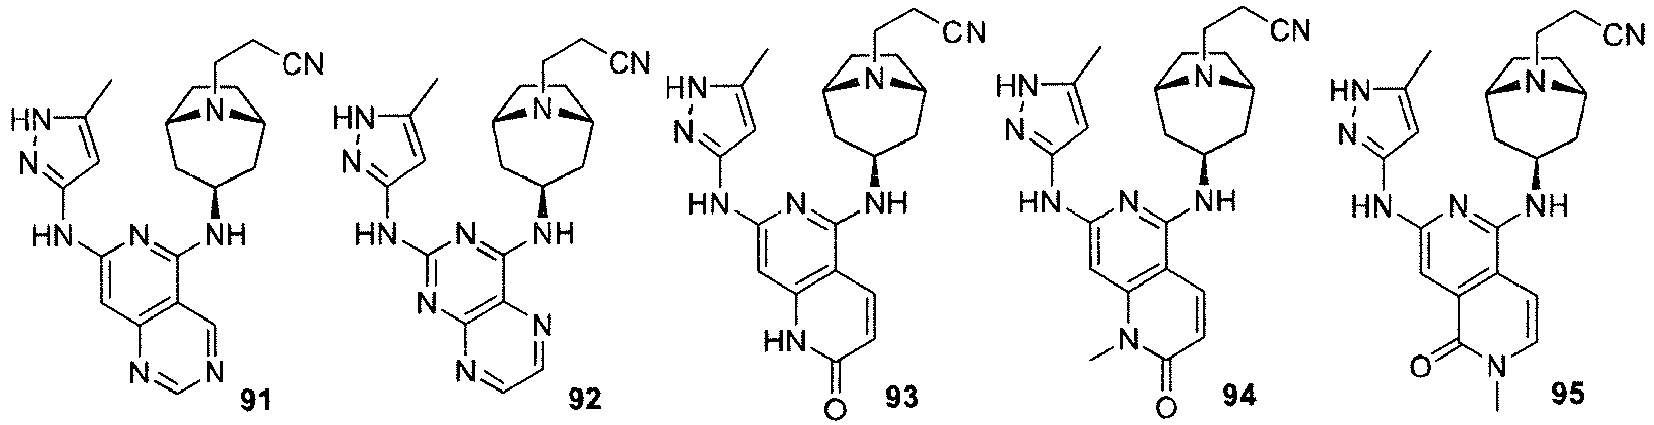 CN CN CN CN CN
HN N HN N HN N HN N HN N
N N N N N
HN N NH HN N NH HN N NH HN N NH HN N NH
N N
N N N HN N O N
91 92 93 94 95
O O